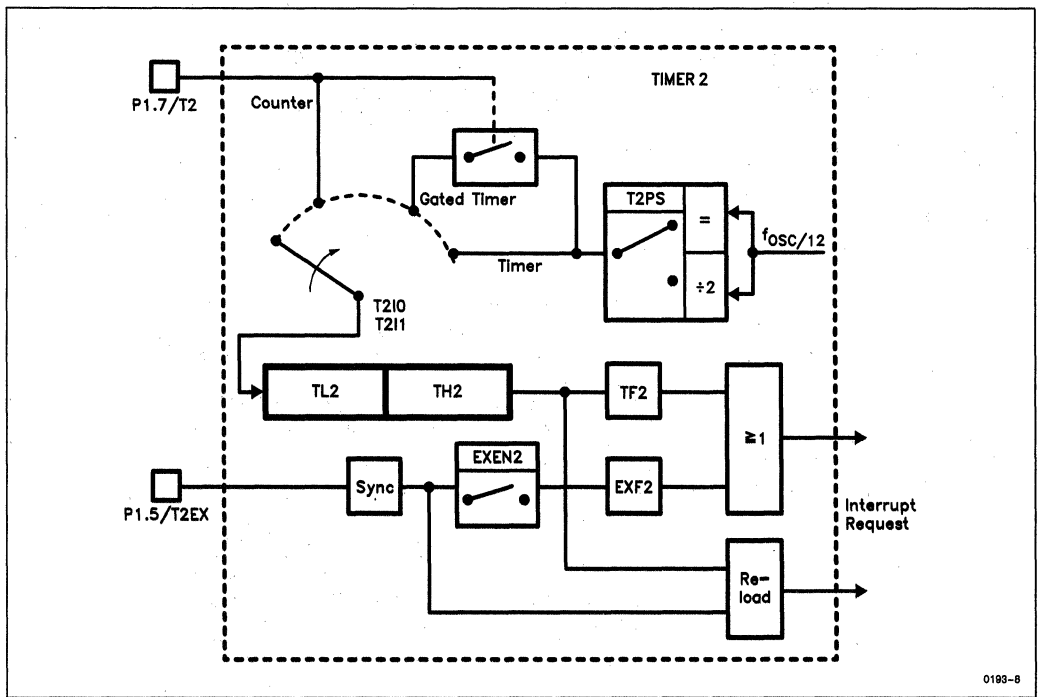 TIMER 2
P1.7/T2
Counter
Gated Timer
T2PS
=
÷2
fOSC/12
Timer
T2I0
T2I1
TL2
TH2
TF2
≧1
EXEN2
Sync
EXF2
P1.5/T2EX
Interrupt
Request
Re-
load
0193-8